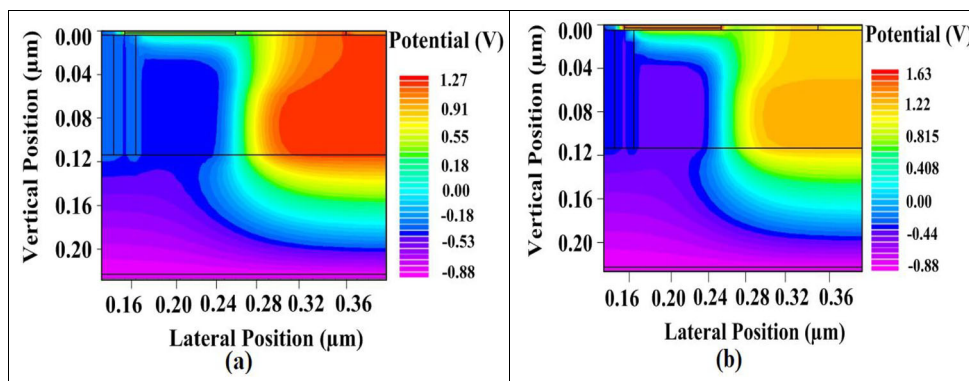 Potential (V)
0.00
0.04
0.08
0.12
0.16
0.20
Vertical Position (μm)
1.27
0.91
0.55
0.18
0.00
-0.18
-0.53
-0.88
0.16 0.20 0.24 0.28 0.32 0.36
Lateral Position (μm)
(a)
Potential (V)
0.00
0.04
0.08
0.12
0.16
0.20
Vertical Position (μm)
1.63
1.22
0.815
0.408
0.00
-0.44
-0.88
0.16 0.20 0.24 0.28 0.32 0.36
Lateral Position (μm)
(b)